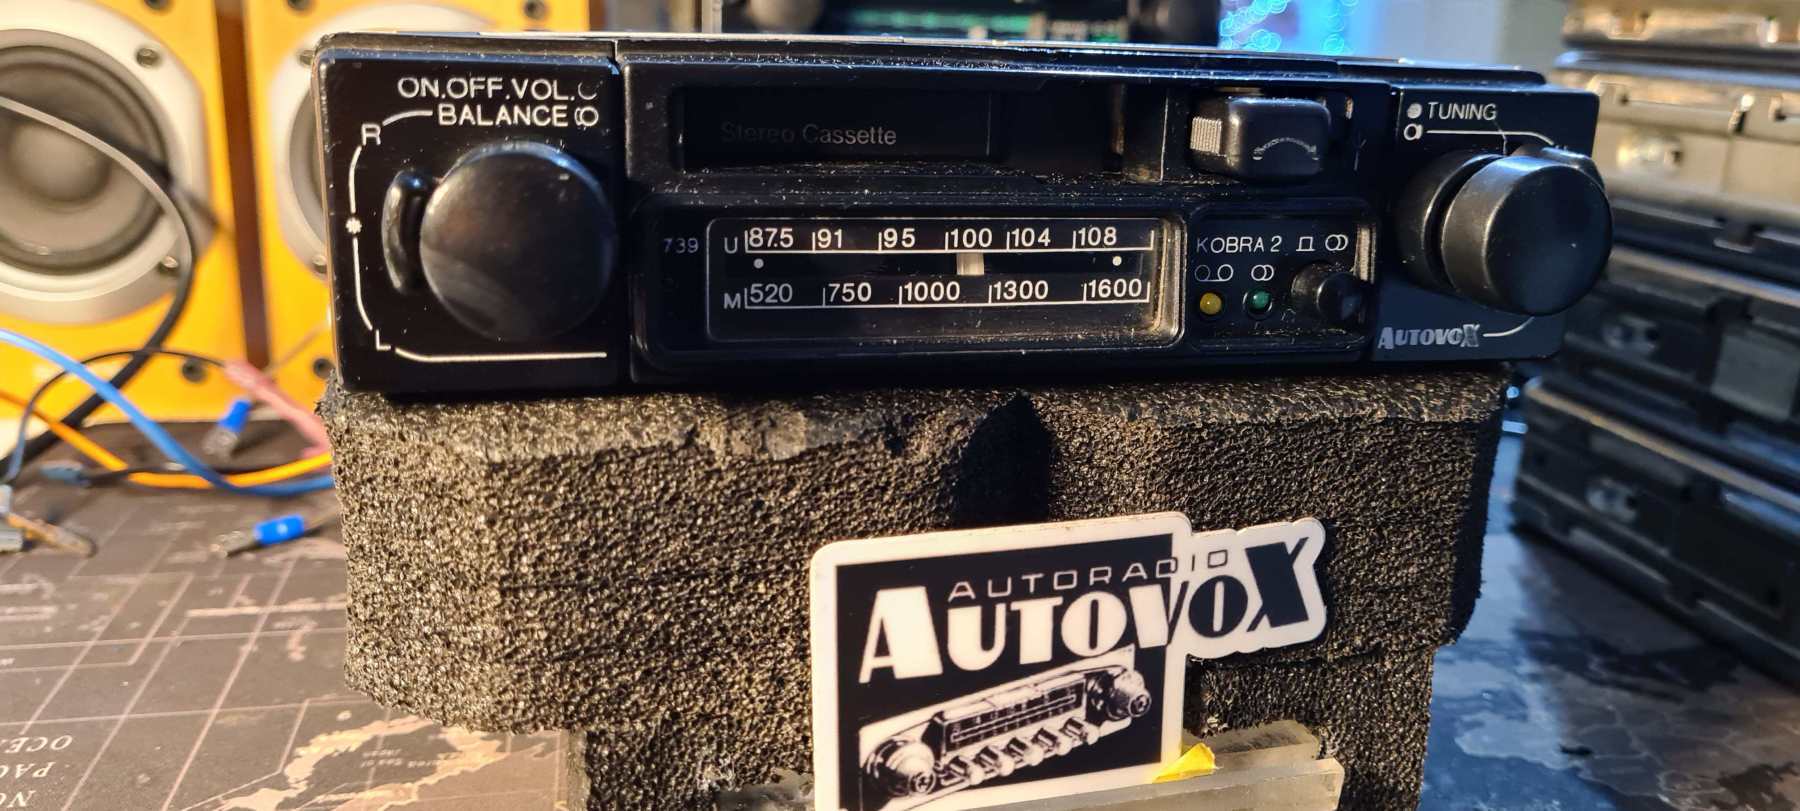 ON.OFF.VOL.
BALANCE
R
L
Stereo Cassette
TUNING
739
U 87.5 91 95 100 104 108
M 520 750 1000 1300 1600
KOBRA 2
AUTOVOX
AUTORADIO
AUTOVOX